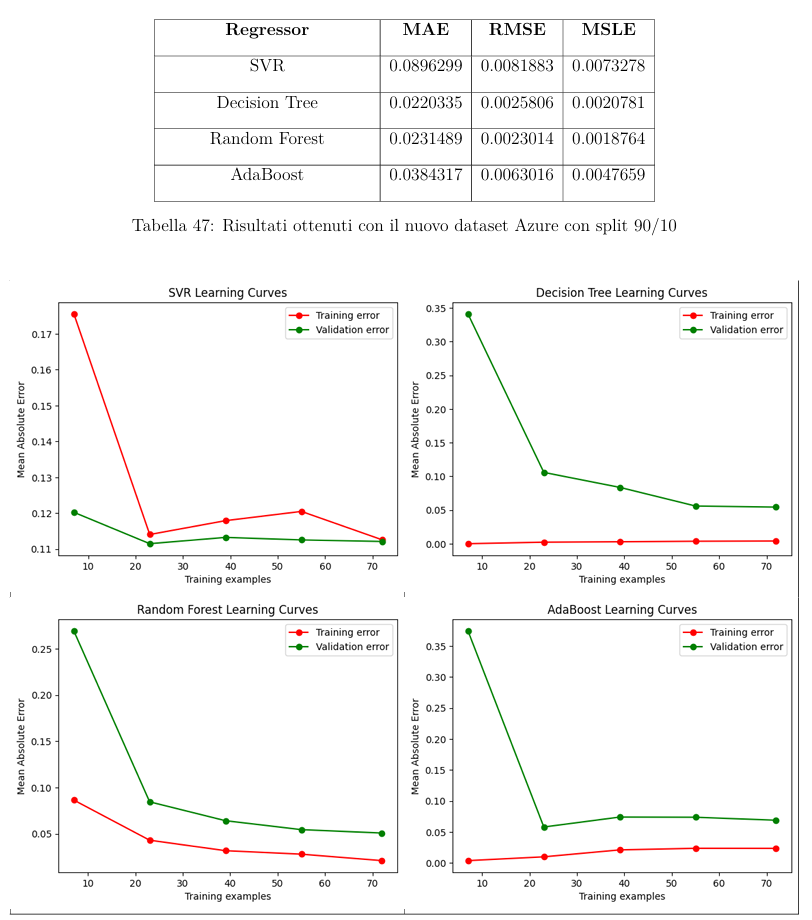 Regressor MAE RMSE MSLE
SVR 0.0896299 0.0081883 0.0073278
Decision Tree 0.0220335 0.0025806 0.0020781
Random Forest 0.0231489 0.0023014 0.0018764
AdaBoost 0.0384317 0.0063016 0.0047659
Tabella 47: Risultati ottenuti con il nuovo dataset Azure con split 90/10
SVR Learning Curves
Training error
Validation error
0.17
0.16
0.15
0.14
0.13
0.12
0.11
Mean Absolute Error
10 20 30 40 50 60 70
Training examples
Decision Tree Learning Curves
Training error
Validation error
0.35
0.30
0.25
0.20
0.15
0.10
0.05
0.00
Mean Absolute Error
10 20 30 40 50 60 70
Training examples
Random Forest Learning Curves
Training error
Validation error
0.25
0.20
0.15
0.10
0.05
Mean Absolute Error
10 20 30 40 50 60 70
Training examples
AdaBoost Learning Curves
Training error
Validation error
0.35
0.30
0.25
0.20
0.15
0.10
0.05
0.00
Mean Absolute Error
10 20 30 40 50 60 70
Training examples